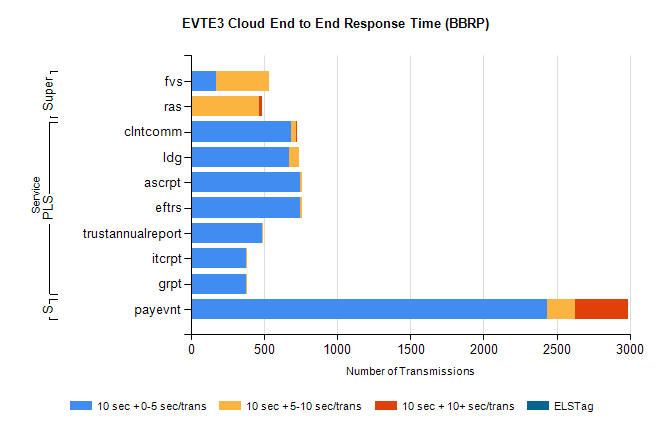 EVTE3 Cloud End to End Response Time (BBRP)
Service
Super
PLS
S
fvs
ras
clntcomm
ldg
ascrpt
eftrs
trustannualreport
itcrpt
grpt
payevnt
0 500 1000 1500 2000 2500 3000
Number of Transmissions
10 sec + 0-5 sec/trans 10 sec + 5-10 sec/trans 10 sec + 10+ sec/trans ELSTag